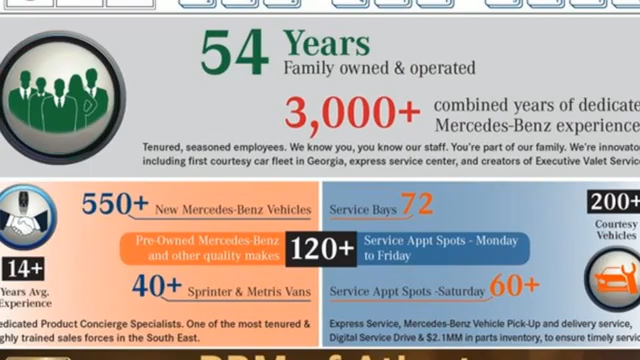 54 Years
Family owned & operated
3,000+ combined years of dedicate
Mercedes-Benz experience
Tenured, seasoned employees. We know you, you know our staff. You're part of our family. We're innovato
including first courtesy car fleet in Georgia, express service center, and creators of Executive Valet Servic
550+ New Mercedes-Benz Vehicles
Pre-Owned Mercedes-Benz
and other quality makes
120+
40+ Sprinter & Metris Vans
14+
Years Avg.
Experience
edicated Product Concierge Specialists. One of the most tenured &
ghly trained sales forces in the South East.
Service Bays 72
Service Appt Spots - Monday
to Friday
Service Appt Spots -Saturday 60+
200+
Courtesy
Vehicles
Express Service, Mercedes-Benz Vehicle Pick-Up and delivery service,
Digital Service Drive & $2.1MM in parts inventory, to ensure timely servic